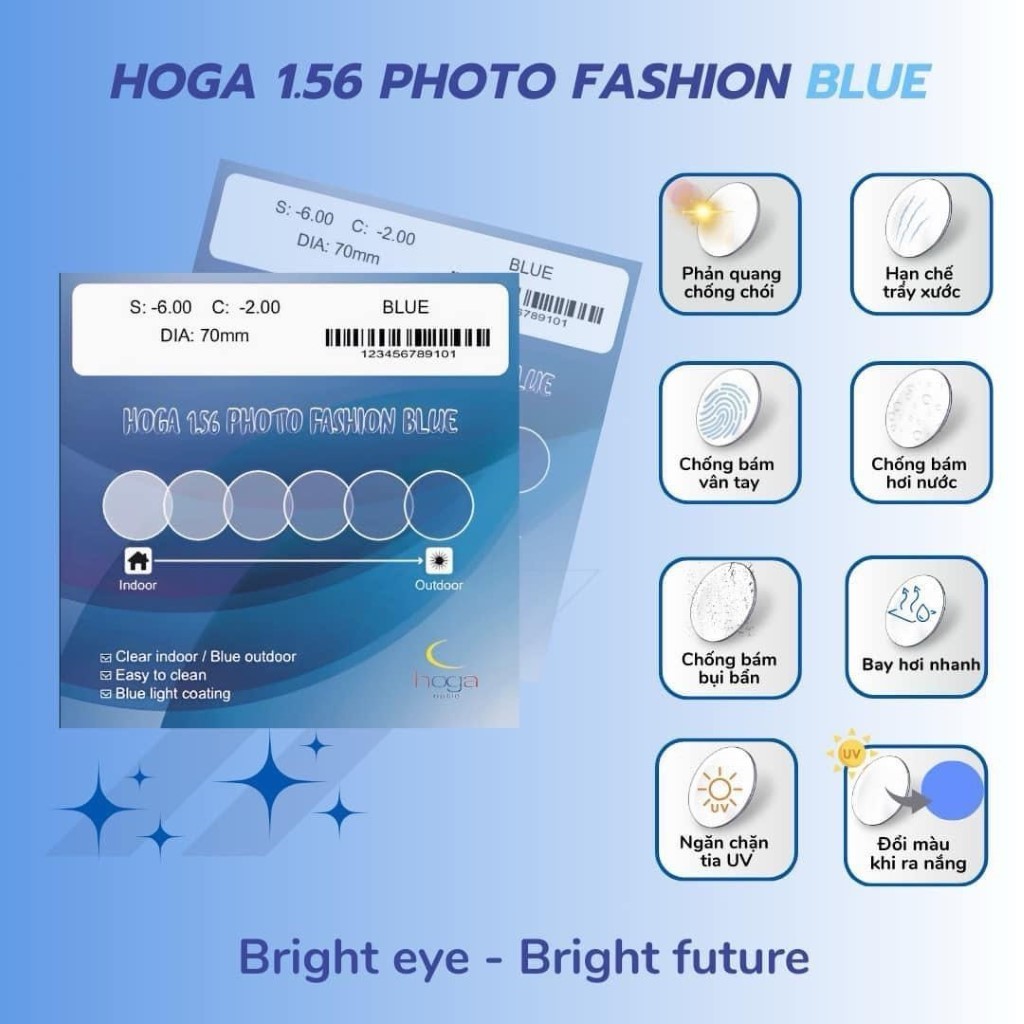 HOGA 1.56 PHOTO FASHION BLUE
S: -6.00 C: -2.00
DIA: 70mm
BLUE
789101
LUE
S: -6.00 C: -2.00
BLUE
DIA: 70mm
123456789101
HOGA 1.56 PHOTO FASHION BLUE
Indoor
Outdoor
Clear indoor / Blue outdoor
Easy to clean
Blue light coating
hoga
Phản quang
chống chói
Hạn chế
trầy xước
Chống bám
vân tay
Chống bám
hơi nước
Chống bám
bụi bẩn
Bay hơi nhanh
UV
Ngăn chặn
tia UV
UV
Đổi màu
khi ra nắng
Bright eye - Bright future